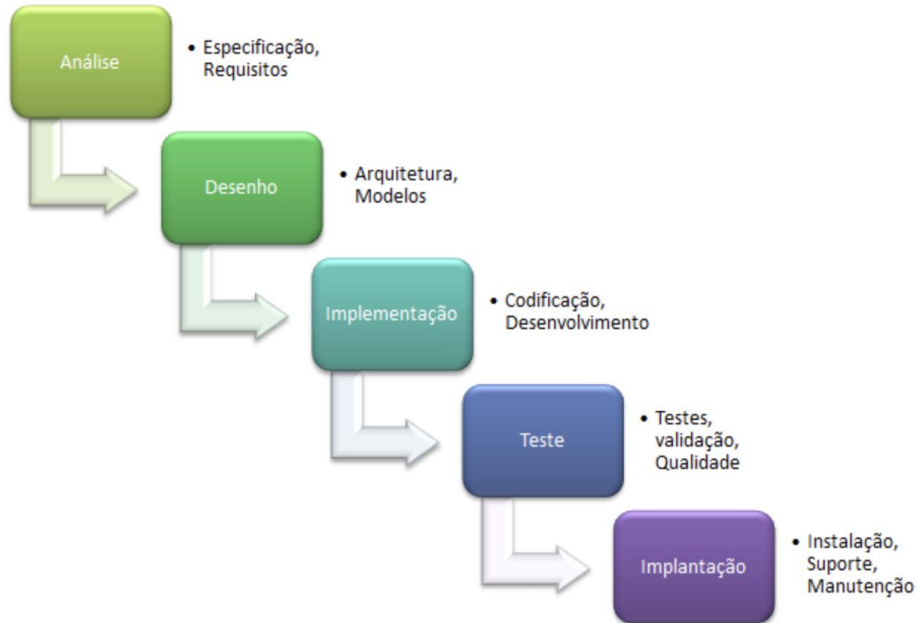 Análise
• Especificação,
Requisitos
Desenho
• Arquitetura,
Modelos
Implementação
• Codificação,
Desenvolvimento
Teste
• Testes,
validação,
Qualidade
Implantação
• Instalação,
Suporte,
Manutenção